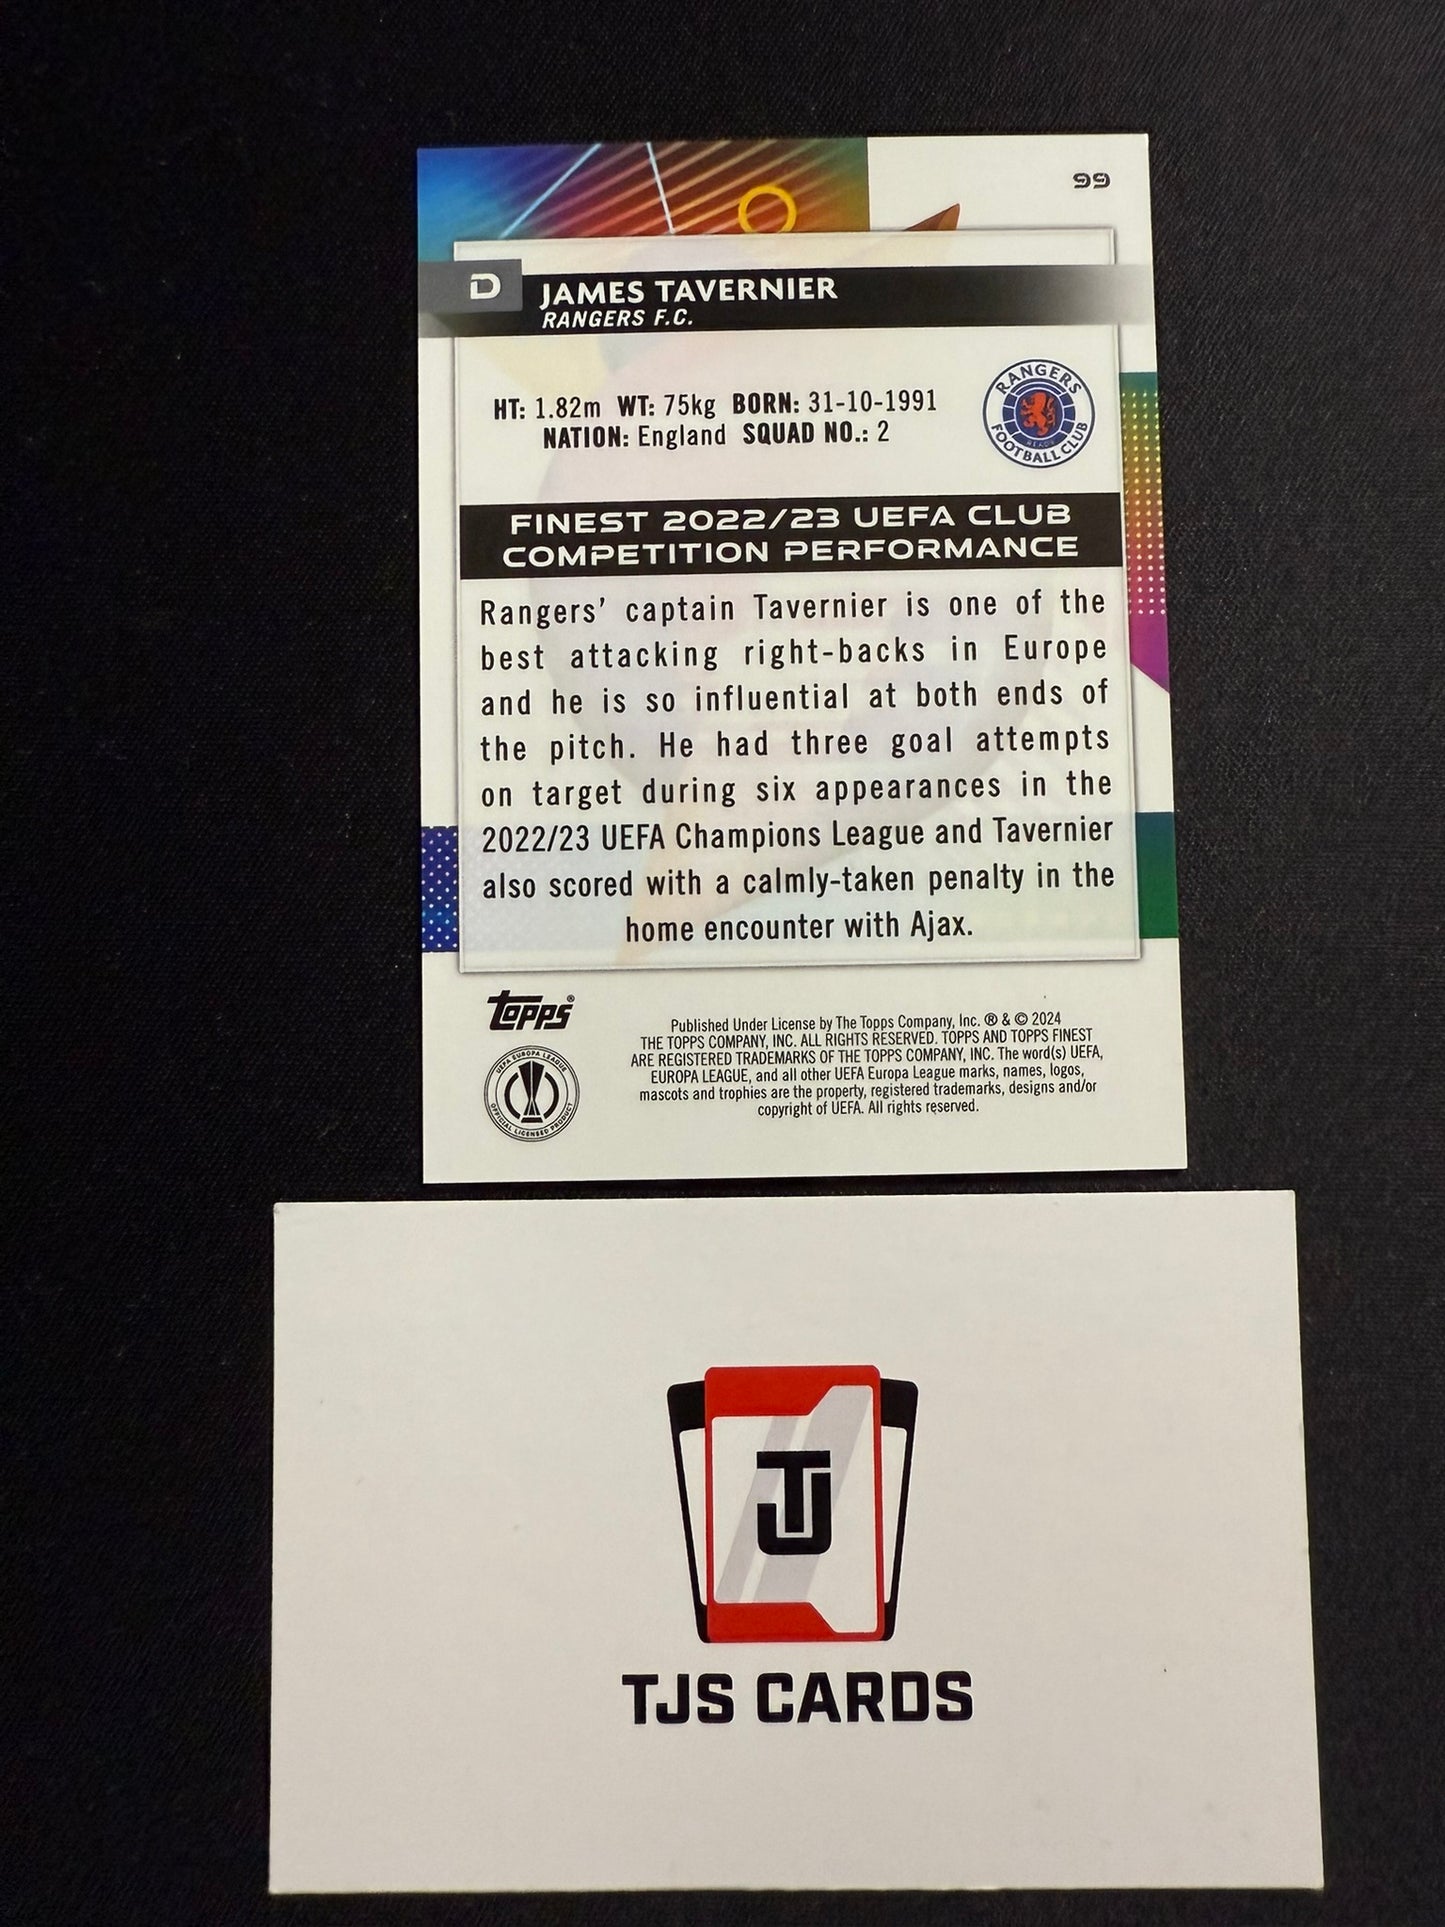 99
D
JAMES TAVERNIER
RANGERS F.C.
HT: 1.82m WT: 75kg BORN: 31-10-1991
NATION: England SQUAD NO.: 2
RANGERS
READY
FOOTBALL CLUB
FINEST 2022/23 UEFA CLUB
COMPETITION PERFORMANCE
Rangers’ captain Tavernier is one of the
best attacking right-backs in Europe
and he is so influential at both ends of
the pitch. He had three goal attempts
on target during six appearances in the
2022/23 UEFA Champions League and Tavernier
also scored with a calmly-taken penalty in the
home encounter with Ajax.
topps®
UEFA EUROPA LEAGUE
OFFICIAL LICENSED PRODUCT
Published Under License by The Topps Company, Inc. ® & © 2024
THE TOPPS COMPANY, INC. ALL RIGHTS RESERVED. TOPPS AND TOPPS FINEST
ARE REGISTERED TRADEMARKS OF THE TOPPS COMPANY, INC. The word(s) UEFA,
EUROPA LEAGUE, and all other UEFA Europa League marks, names, logos,
mascots and trophies are the property, registered trademarks, designs and/or
copyright of UEFA. All rights reserved.
TJ
TJS CARDS